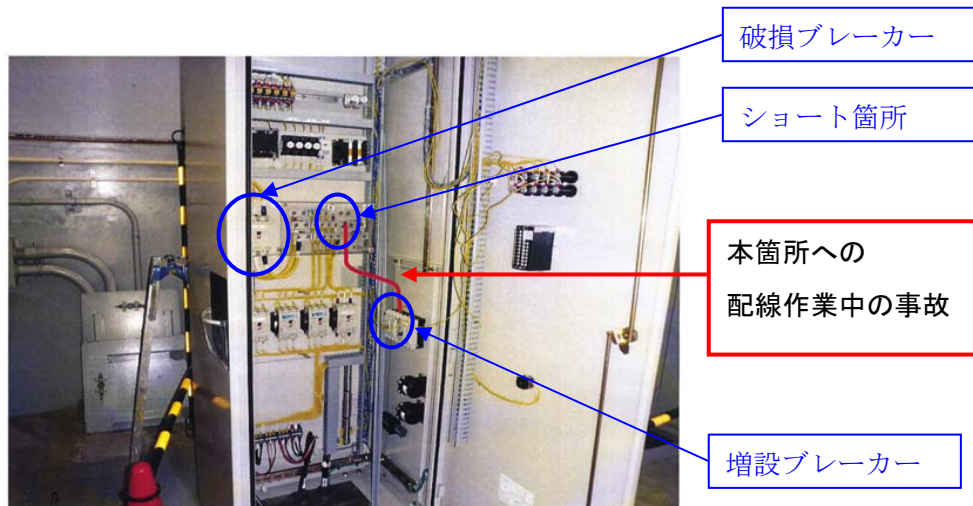 破損ブレーカー
ショート箇所
本箇所への
配線作業中の事故
増設ブレーカー